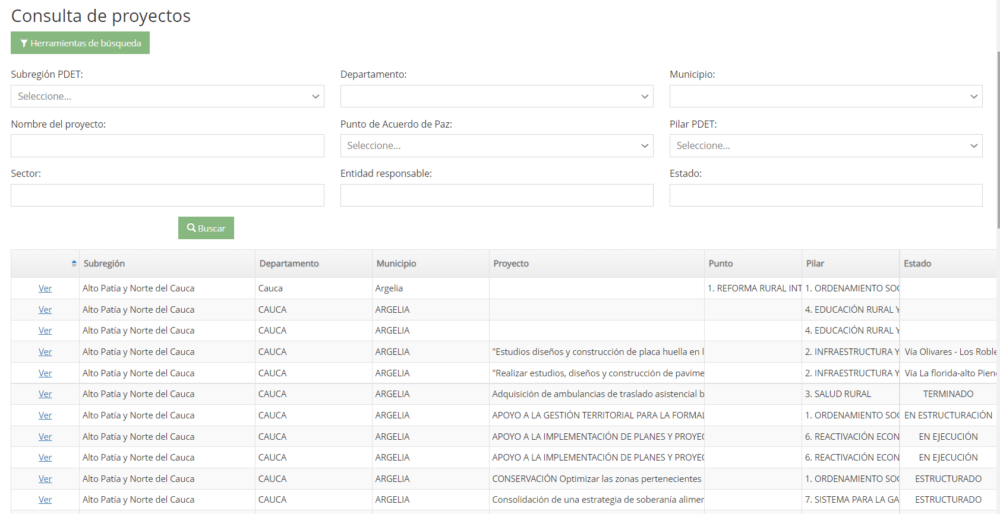 Consulta de proyectos
Herramientas de búsqueda
Subregión PDET: Departamento: Municipio:
Seleccione...
Nombre del proyecto: Punto de Acuerdo de Paz: Pilar PDET:
Seleccione... Seleccione...
Sector: Entidad responsable: Estado:
Buscar
Subregión Departamento Municipio Proyecto Punto Pilar Estado
Ver Alto Patía y Norte del Cauca Cauca Argelia 1. REFORMA RURAL INT 1. ORDENAMIENTO SOC
Ver Alto Patía y Norte del Cauca CAUCA ARGELIA 4. EDUCACIÓN RURAL Y
Ver Alto Patía y Norte del Cauca CAUCA ARGELIA 4. EDUCACIÓN RURAL Y
Ver Alto Patía y Norte del Cauca CAUCA ARGELIA "Estudios diseños y construcción de placa huella en l 2. INFRAESTRUCTURA Y Vía Olivares - Los Roble
Ver Alto Patía y Norte del Cauca CAUCA ARGELIA "Realizar estudios, diseños y construcción de pavime 2. INFRAESTRUCTURA Y Vía La florida-alto Pien
Ver Alto Patía y Norte del Cauca CAUCA ARGELIA Adquisición de ambulancias de traslado asistencial b 3. SALUD RURAL TERMINADO
Ver Alto Patía y Norte del Cauca CAUCA ARGELIA APOYO A LA GESTIÓN TERRITORIAL PARA LA FORMAL 1. ORDENAMIENTO SOC EN ESTRUCTURACIÓN
Ver Alto Patía y Norte del Cauca CAUCA ARGELIA APOYO A LA IMPLEMENTACIÓN DE PLANES Y PROYEC 6. REACTIVACIÓN ECON EN EJECUCIÓN
Ver Alto Patía y Norte del Cauca CAUCA ARGELIA APOYO A LA IMPLEMENTACIÓN DE PLANES Y PROYEC 6. REACTIVACIÓN ECON EN EJECUCIÓN
Ver Alto Patía y Norte del Cauca CAUCA ARGELIA CONSERVACIÓN Optimizar las zonas pertenecientes 1. ORDENAMIENTO SOC ESTRUCTURADO
Ver Alto Patía y Norte del Cauca CAUCA ARGELIA Consolidación de una estrategia de soberanía alimer 7. SISTEMA PARA LA GA ESTRUCTURADO